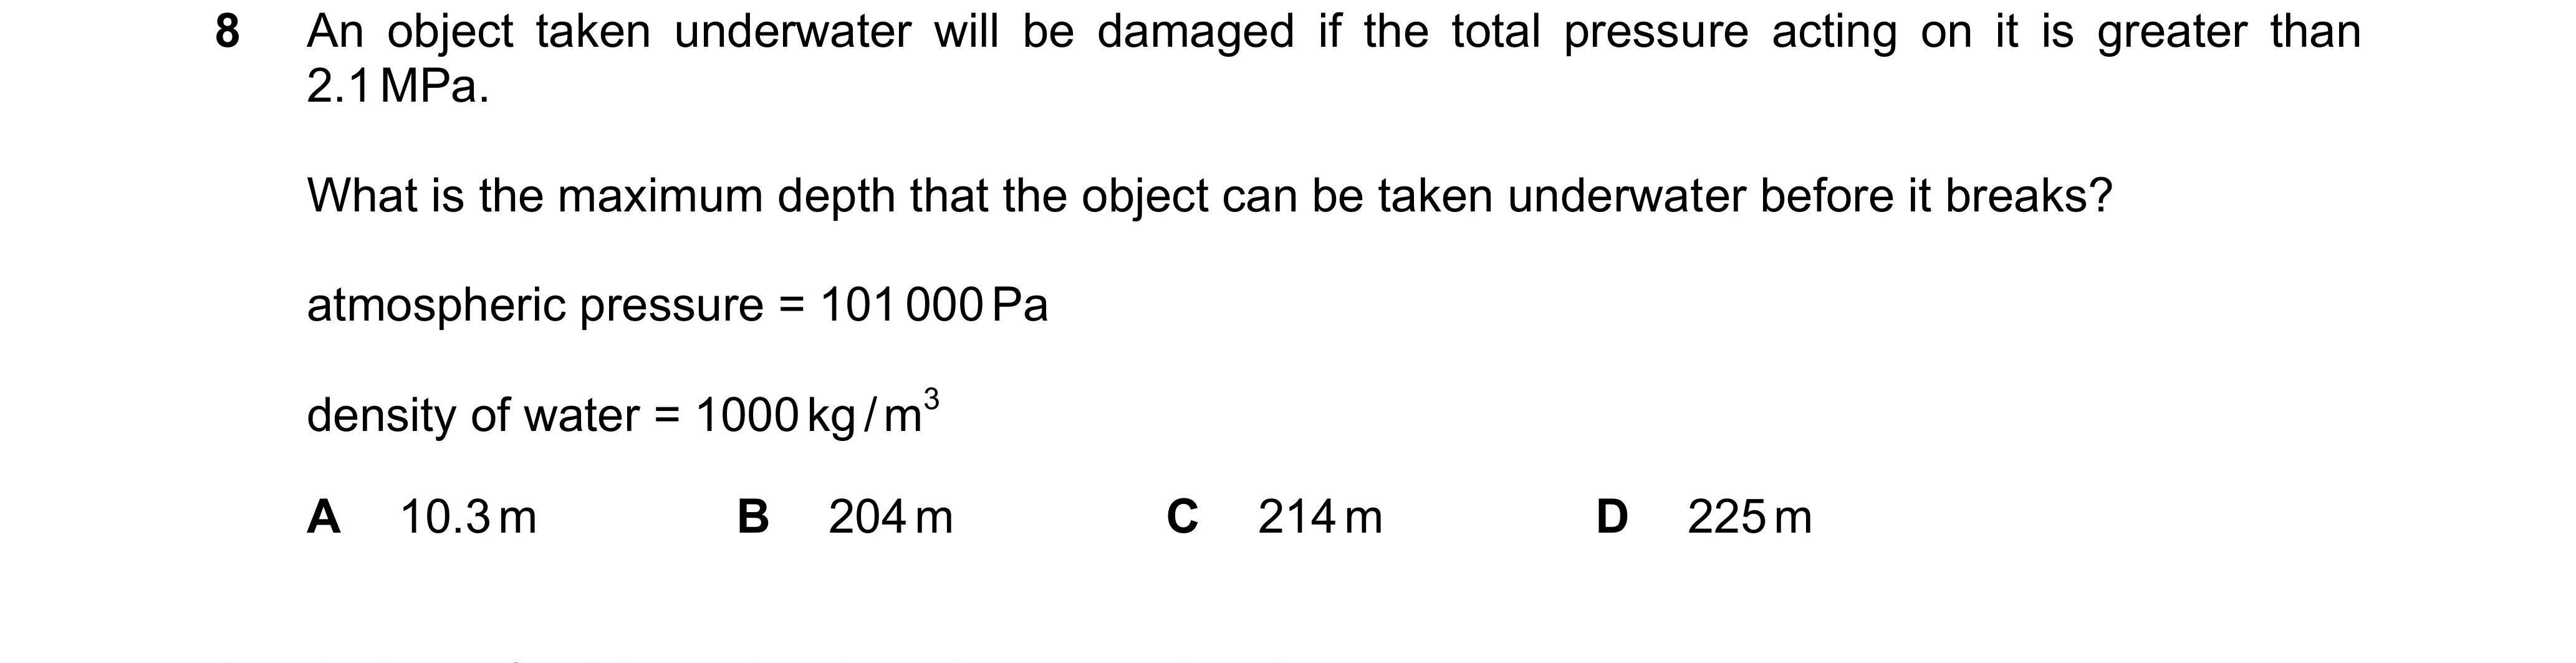 8 An object taken underwater will be damaged if the total pressure acting on it is greater than
2.1 MPa.
What is the maximum depth that the object can be taken underwater before it breaks?
atmospheric pressure = 101 000 Pa
density of water = 1000 kg / m³
A 10.3 m B 204 m C 214 m D 225 m